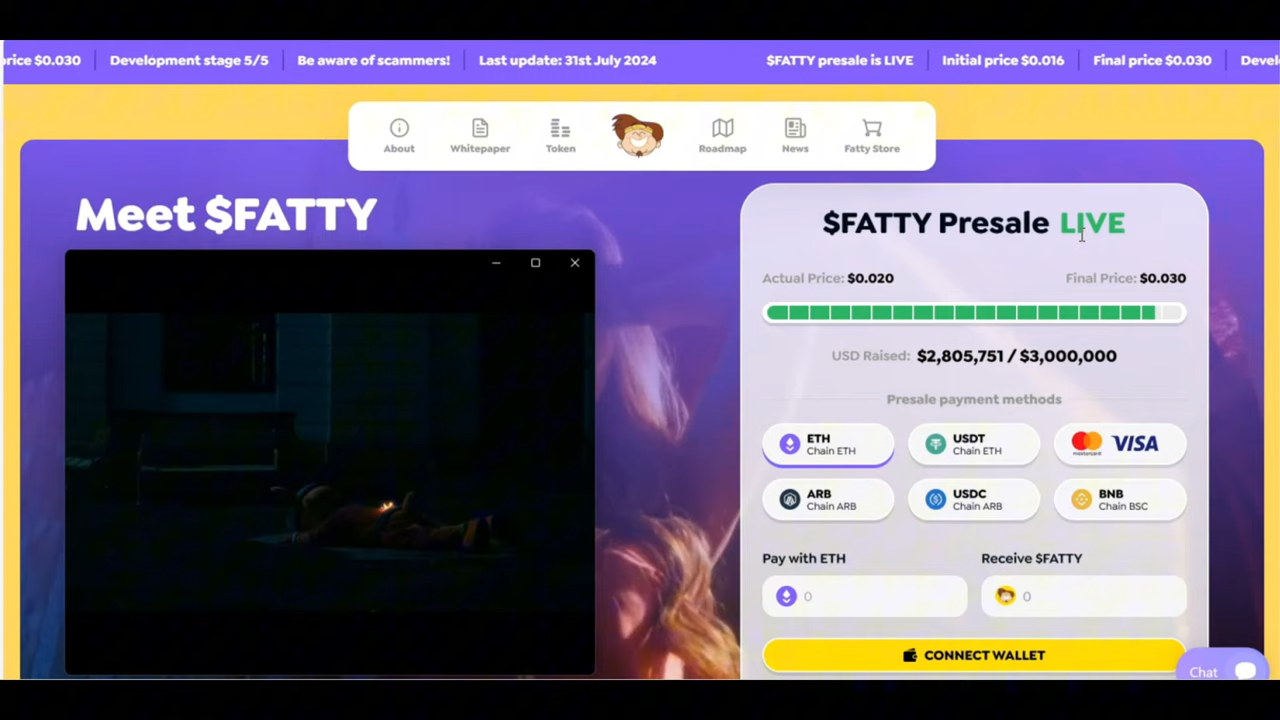 rice $0.030 Development stage 5/5 Be aware of scammers! Last update: 31st July 2024 $FATTY presale is LIVE Initial price $0.016 Final price $0.030 Devel
About Whitepaper Token Roadmap News Fatty Store
Meet $FATTY
$FATTY Presale LIVE
Actual Price: $0.020 Final Price: $0.030
USD Raised: $2,805,751 / $3,000,000
Presale payment methods
ETH
Chain ETH
USDT
Chain ETH
mastercard VISA
ARB
Chain ARB
USDC
Chain ARB
BNB
Chain BSC
Pay with ETH Receive $FATTY
0 0
CONNECT WALLET
Chat